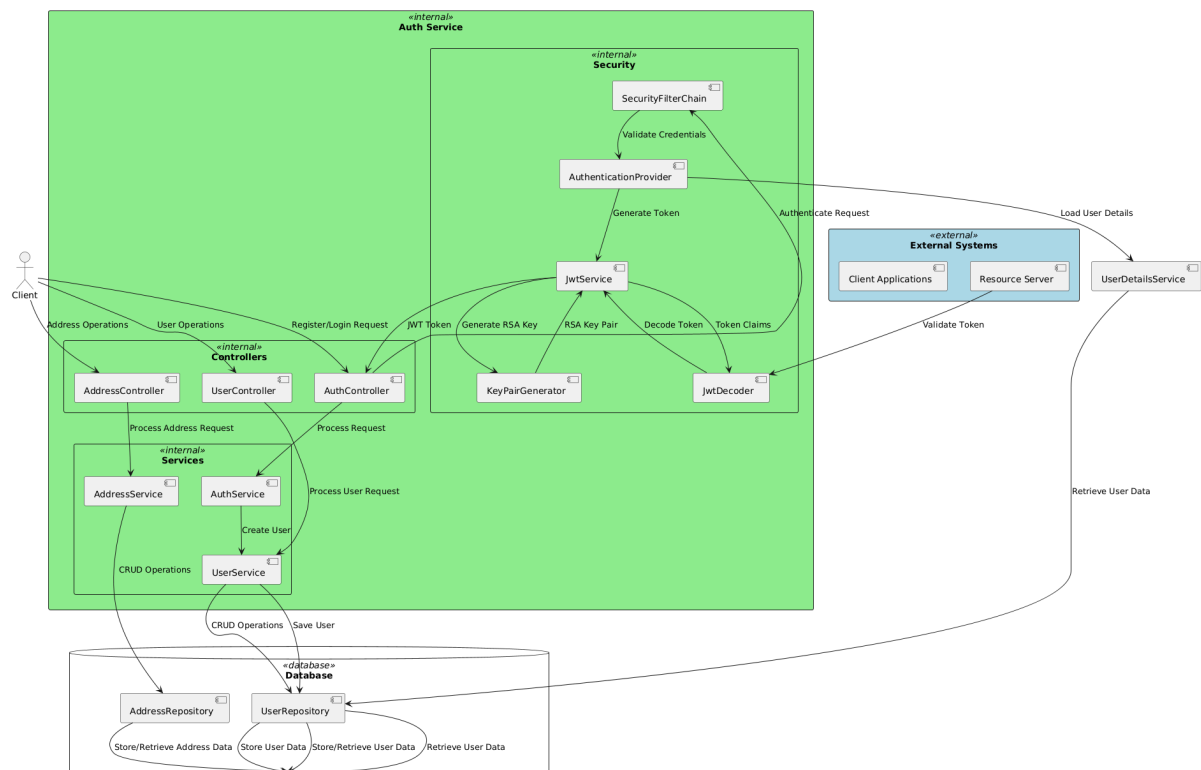 «internal»
Auth Service
«internal»
Security
SecurityFilterChain
Validate Credentials
AuthenticationProvider
Generate Token
Authenticate Request
Load User Details
«external»
External Systems
Client Applications
Resource Server
UserDetailsService
JwtService
Client
Address Operations
User Operations
Register/Login Request
JWT Token
Generate RSA Key
RSA Key Pair
Decode Token
Token Claims
Validate Token
«internal»
Controllers
AddressController
UserController
AuthController
KeyPairGenerator
JwtDecoder
Process Address Request
Process Request
«internal»
Services
AddressService
AuthService
Process User Request
Retrieve User Data
Create User
CRUD Operations
UserService
CRUD Operations
Save User
«database»
Database
AddressRepository
UserRepository
Store/Retrieve Address Data
Store User Data
Store/Retrieve User Data
Retrieve User Data